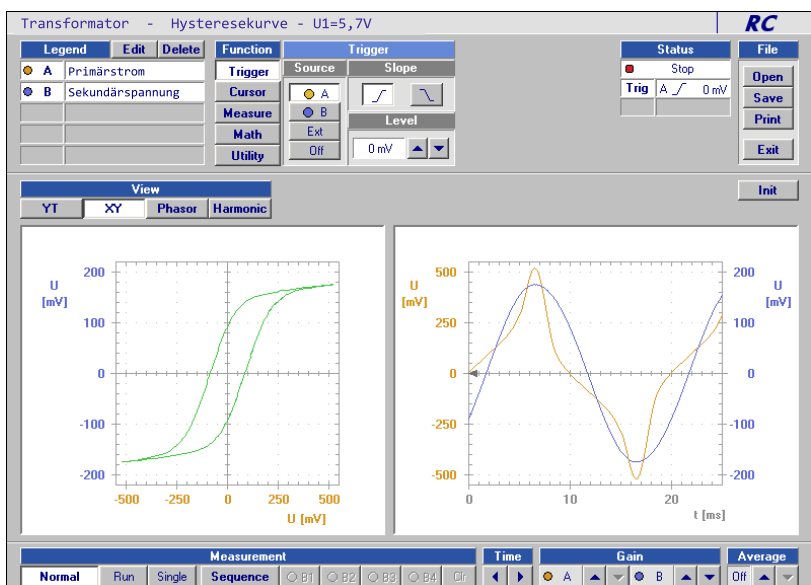 Transformator - Hysteresekurve - U1=5,7V
RC
Legend Edit Delete
A Primärstrom
B Sekundärspannung
Function
Trigger
Cursor
Measure
Math
Utility
Trigger
Source Slope
A
B
Ext
Off
Level
0 mV
Status
Stop
Trig A 0 mV
File
Open
Save
Print
Exit
View
YT XY Phasor Harmonic
Init
U
[mV]
200
100
0
-100
-200
-500 -250 0 250 500
U [mV]
U
[mV]
500
250
0
-250
-500
U
[mV]
200
100
0
-100
-200
0 10 20
t [ms]
Measurement Time Gain Average
Normal Run Single Sequence B1 B2 B3 B4 Clr A B Off